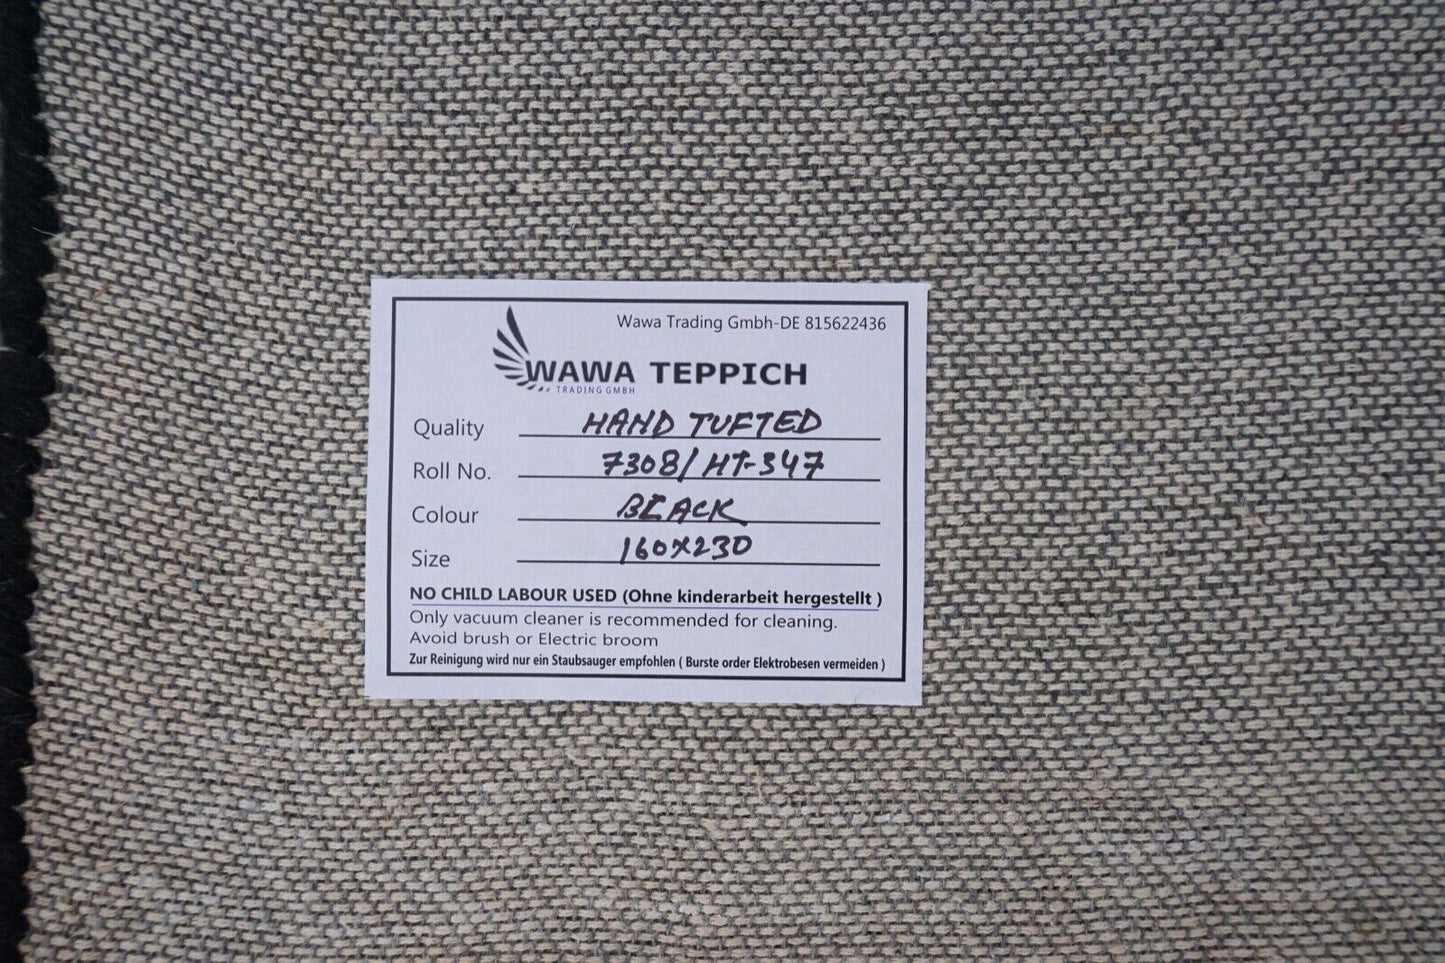 Wawa Trading Gmbh-DE 815622436
WAWA TEPPICH
TRADING GMBH
Quality HAND TUFTED
Roll No. 7308/HT-347
Colour BLACK
Size 160X230
NO CHILD LABOUR USED (Ohne kinderarbeit hergestellt )
Only vacuum cleaner is recommended for cleaning.
Avoid brush or Electric broom
Zur Reinigung wird nur ein Staubsauger empfohlen ( Burste order Elektrobesen vermeiden )